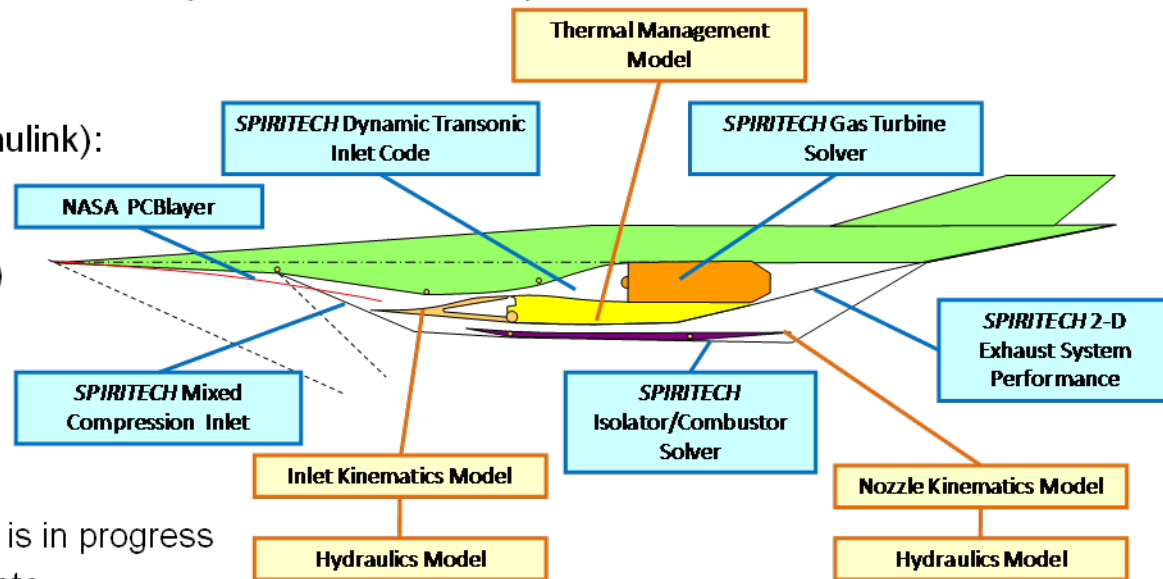 Thermal Management
Model
SPIRITECH Dynamic Transonic
Inlet Code
SPIRITECH Gas Turbine
Solver
nulink):
NASA PCBlayer
)
SPIRITECH 2-D
Exhaust System
Performance
SPIRITECH Mixed
Compression Inlet
SPIRITECH
Isolator/Combustor
Solver
Inlet Kinematics Model
Nozzle Kinematics Model
is in progress
Hydraulics Model
Hydraulics Model